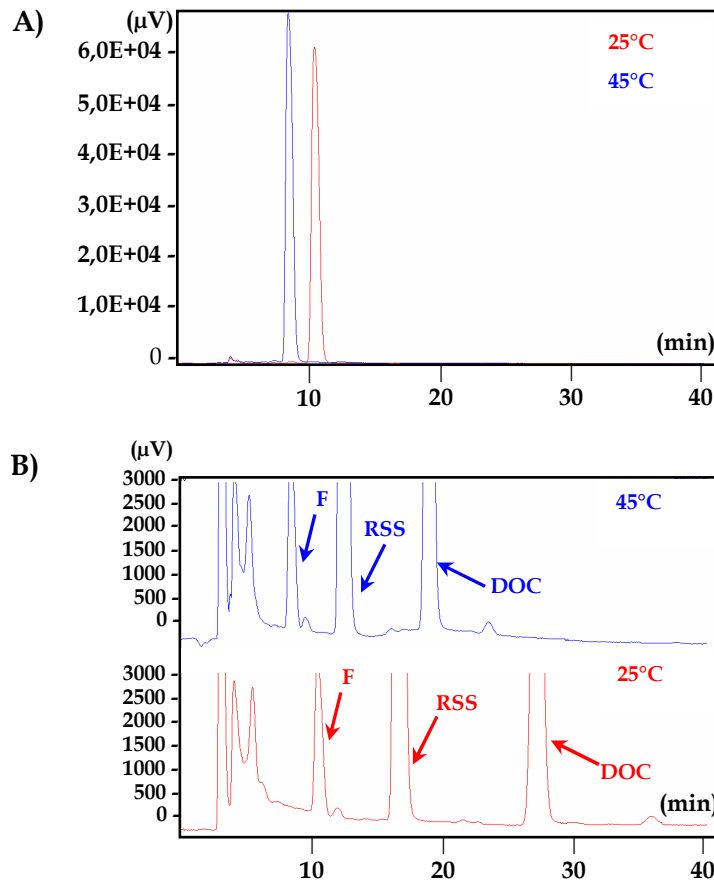 A)
(µV)
25°C
45°C
6,0E+04
5,0E+04
4,0E+04
3,0E+04
2,0E+04
1,0E+04
0
(min)
10 20 30 40
B)
(µV)
3000
2500
2000
1500
1000
500
0
F
RSS
DOC
45°C
3000
2500
2000
1500
1000
500
0
F
RSS
DOC
25°C
(min)
10 20 30 40